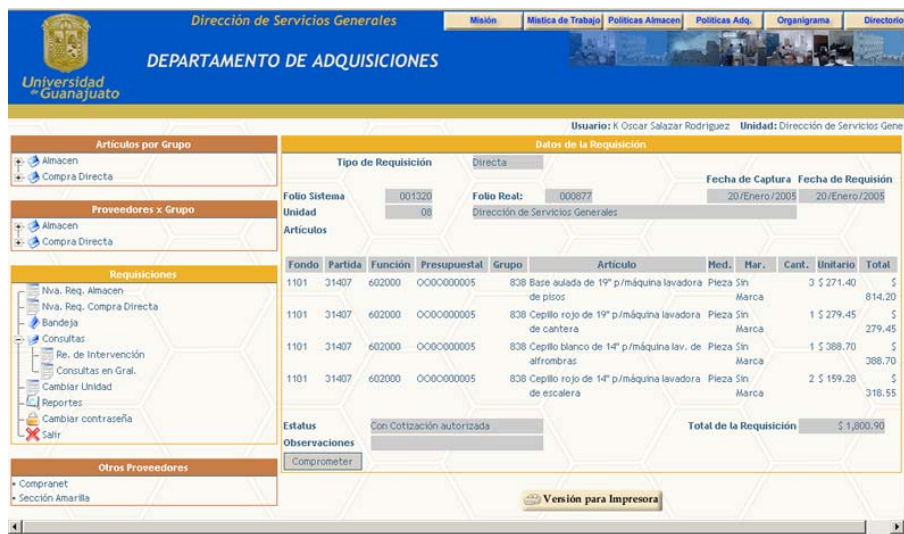 Dirección de Servicios Generales
Misión
Mistica de Trabajo
Politicas Almacen
Politicas Adq.
Organigrama
Directorio
DEPARTAMENTO DE ADQUISICIONES
Universidad
de Guanajuato
Usuario: K Oscar Salazar Rodriguez Unidad: Dirección de Servicios Gene
Artículos por Grupo
Almacen
Compra Directa
Proveedores x Grupo
Almacen
Compra Directa
Requisiciones
Nva. Req. Almacen
Nva. Req. Compra Directa
Bandeja
Consultas
Re. de Intervención
Consultas en Gral.
Cambiar Unidad
Reportes
Cambiar contraseña
Salir
Otros Proveedores
• Compranet
• Sección Amarilla
Datos de la Requisición
Tipo de Requisición Directa
Fecha de Captura Fecha de Requisión
Folio Sistema 001320 Folio Real: 000877 20/Enero/2005 20/Enero/2005
Unidad 08 Dirección de Servicios Generales
Artículos
Fondo Partida Función Presupuestal Grupo Artículo Med. Mar. Cant. Unitario Total
1101 31407 602000 OOOO000005 838 Base aulada de 19" p/máquina lavadora Pieza Sin 3 $ 271.40 $
de pisos Marca 814.20
1101 31407 602000 OOOO000005 838 Cepillo rojo de 19" p/máquina lavadora Pieza Sin 1 $ 279.45 $
de cantera Marca 279.45
1101 31407 602000 OOOO000005 838 Cepillo blanco de 14" p/máquina lav. de Pieza Sin 1 $ 388.70 $
alfrombras Marca 388.70
1101 31407 602000 OOOO000005 838 Cepillo rojo de 14" p/máquina lavadora Pieza Sin 2 $ 159.28 $
de escalera Marca 318.55
Estatus Con Cotización autorizada Total de la Requisición $ 1,800.90
Observaciones
Comprometer
Versión para Impresora